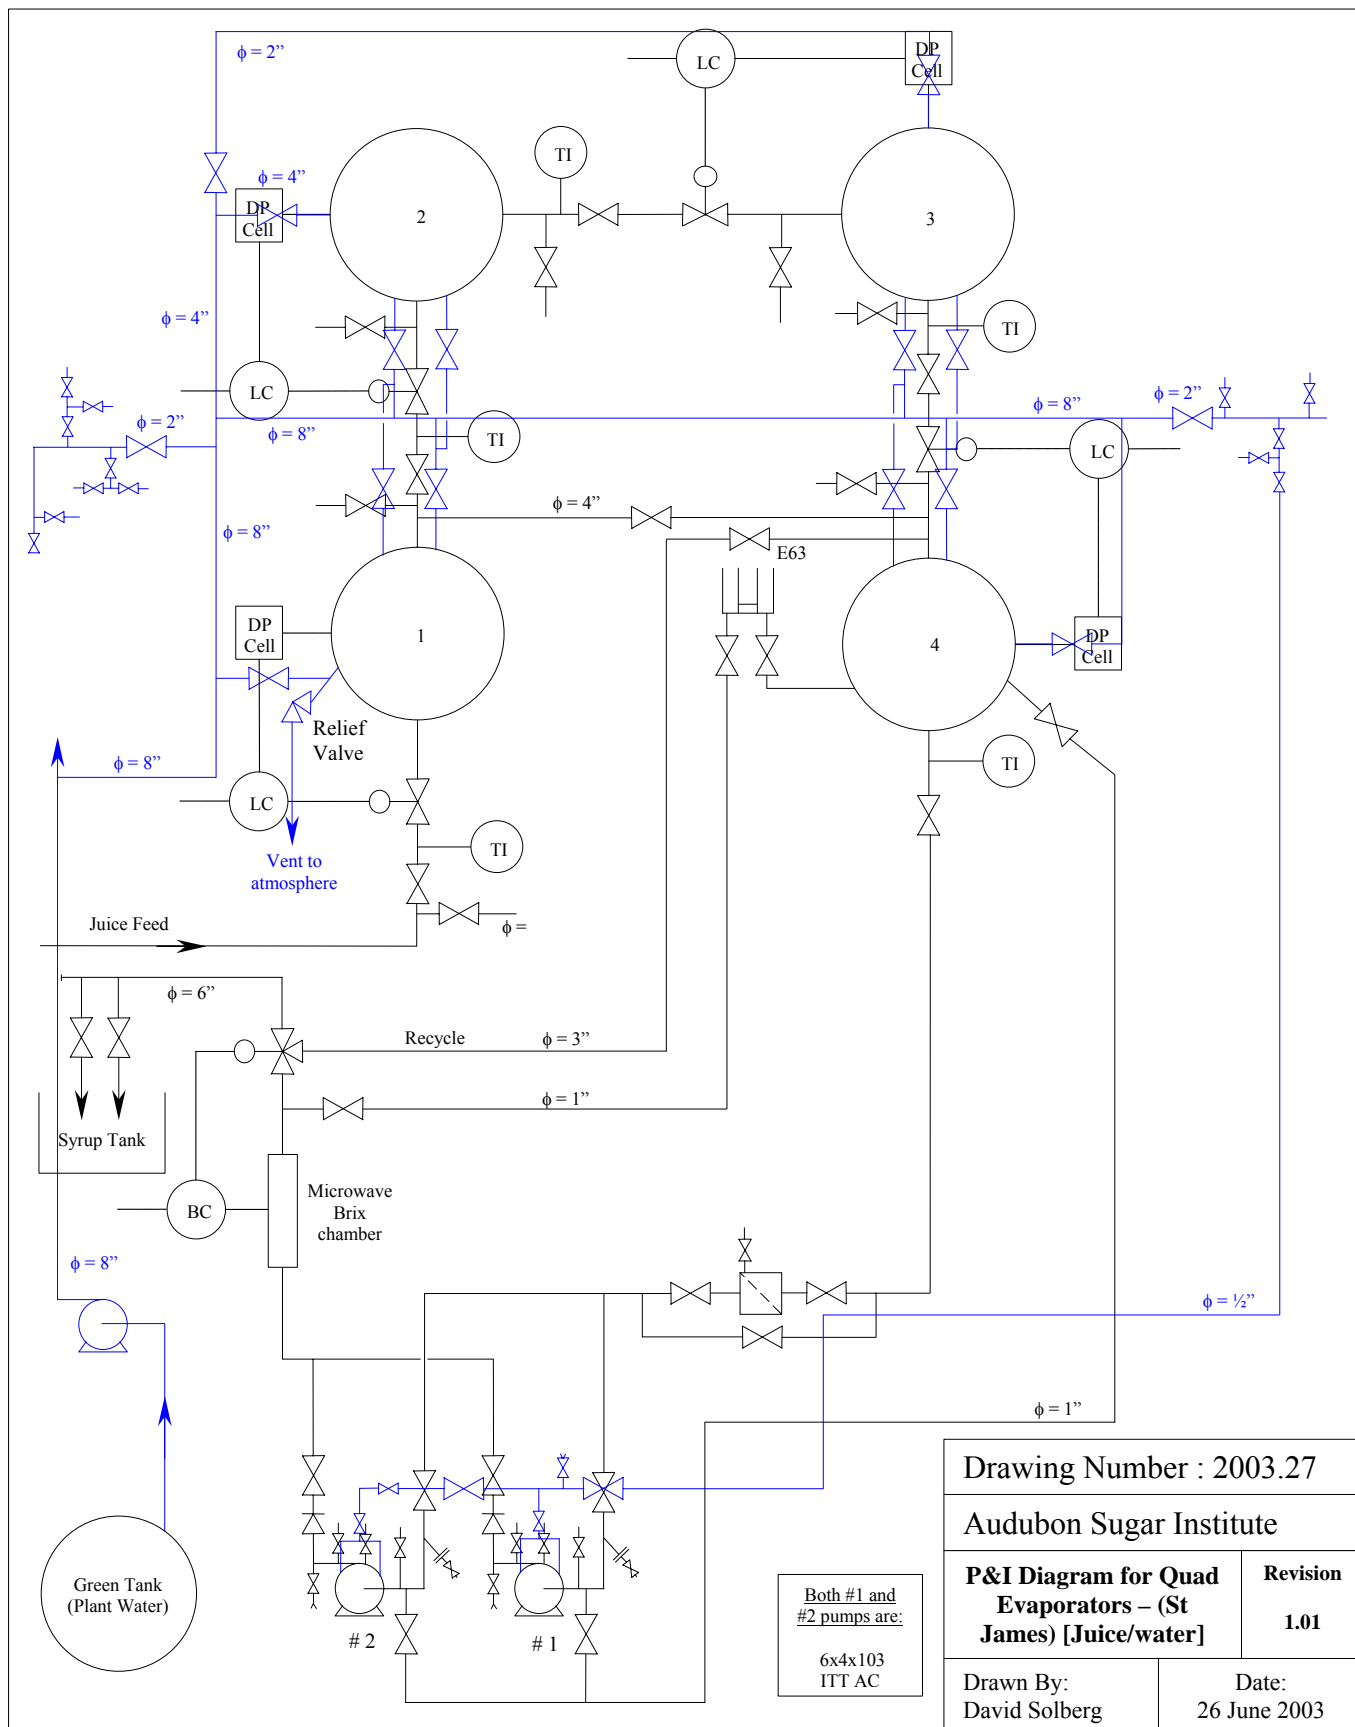 ϕ = 2”
LC
DP
Cell
TI
ϕ = 4”
DP
Cell
2
3
ϕ = 4”
TI
LC
ϕ = 2”
ϕ = 8”
TI
ϕ = 8”
ϕ = 2”
LC
ϕ = 4”
ϕ = 8”
E63
DP
Cell
1
4
DP
Cell
Relief
Valve
ϕ = 8”
TI
LC
TI
Vent to
atmosphere
Juice Feed
ϕ =
ϕ = 6”
Recycle
ϕ = 3”
ϕ = 1”
Syrup Tank
BC
Microwave
Brix
chamber
ϕ = 8”
ϕ = ½”
ϕ = 1”
Green Tank
(Plant Water)
# 2
# 1
Both #1 and
#2 pumps are:
6x4x103
ITT AC
Drawing Number : 2003.27
Audubon Sugar Institute
P&I Diagram for Quad
Evaporators – (St
James) [Juice/water]
Revision
1.01
Drawn By:
David Solberg
Date:
26 June 2003